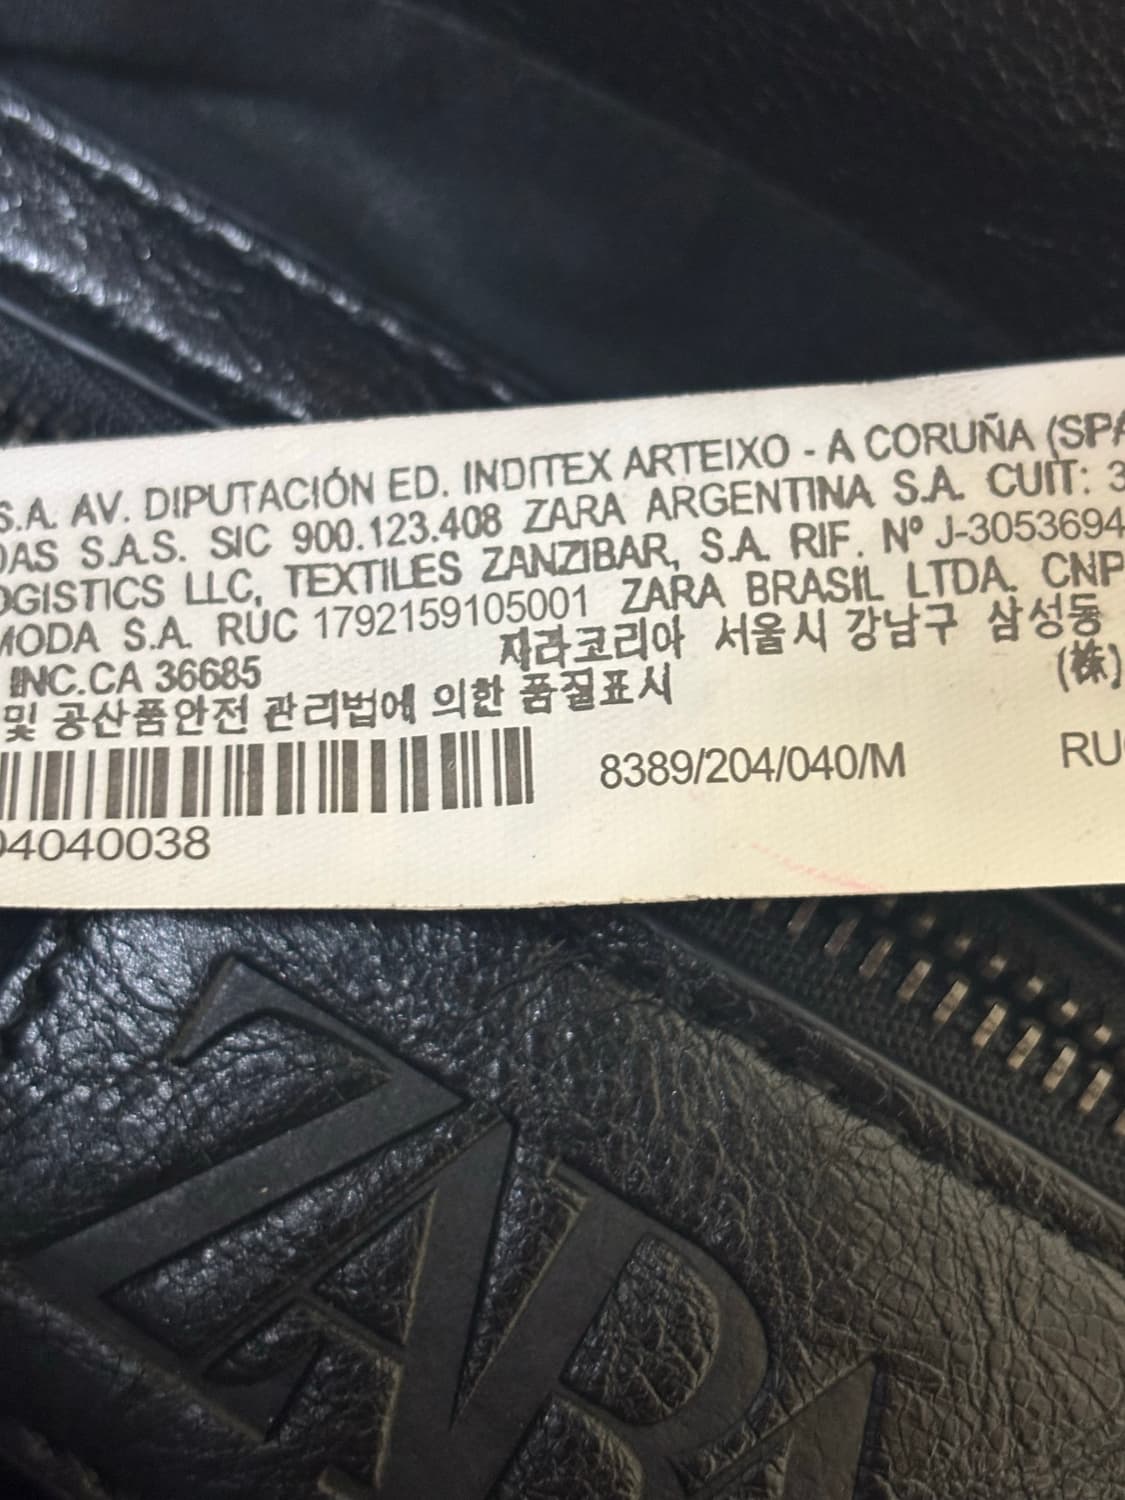 S.A. AV. DIPUTACIÓN ED. INDITEX ARTEIXO - A CORUÑA (SPA
DAS S.A.S. SIC 900.123.408 ZARA ARGENTINA S.A. CUIT: 3
OGISTICS LLC, TEXTILES ZANZIBAR, S.A. RIF. Nº J-3053694
MODA S.A. RUC 1792159105001 ZARA BRASIL LTDA. CNP
INC.CA 36685 자라코리아 서울시 강남구 삼성동
및 공산품안전 관리법에 의한 품질표시 (株)
8389/204/040/M RU
04040038
ZARA